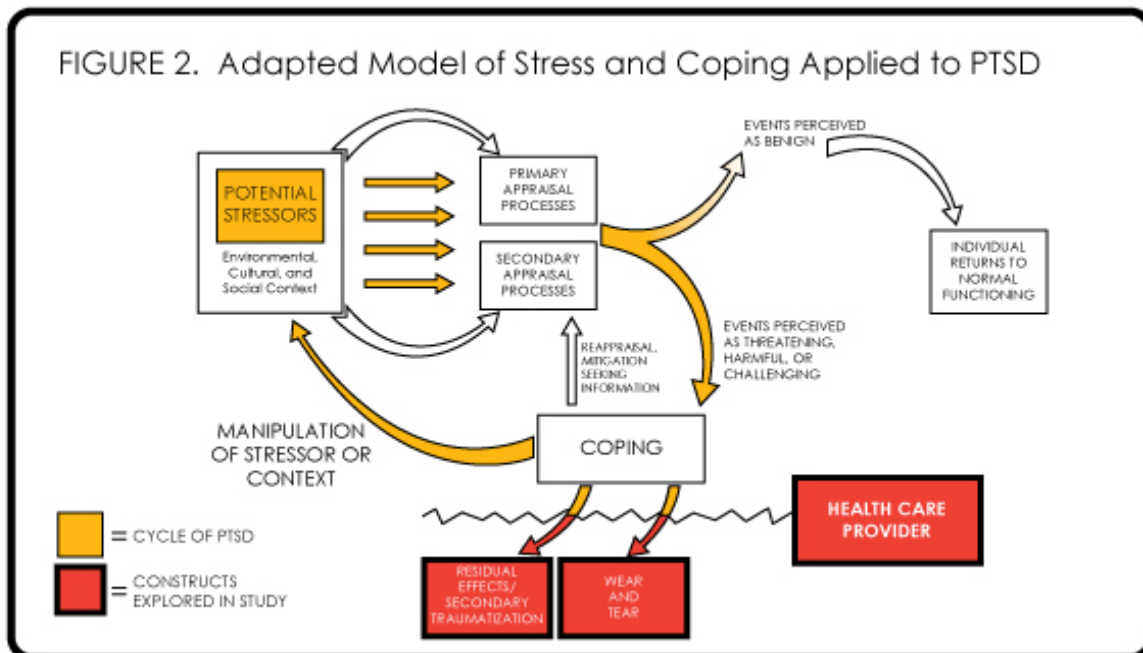 FIGURE 2. Adapted Model of Stress and Coping Applied to PTSD
POTENTIAL
STRESSORS
Environmental,
Cultural, and
Social Context
PRIMARY
APPRAISAL
PROCESSES
SECONDARY
APPRAISAL
PROCESSES
EVENTS PERCEIVED
AS BENIGN
INDIVIDUAL
RETURNS TO
NORMAL
FUNCTIONING
EVENTS PERCEIVED
AS THREATENING,
HARMFUL, OR
CHALLENGING
REAPPRAISAL,
MITIGATION
SEEKING
INFORMATION
MANIPULATION
OF STRESSOR OR
CONTEXT
COPING
HEALTH CARE
PROVIDER
RESIDUAL
EFFECTS/
SECONDARY
TRAUMATIZATION
WEAR
AND
TEAR
= CYCLE OF PTSD
= CONSTRUCTS
EXPLORED IN STUDY